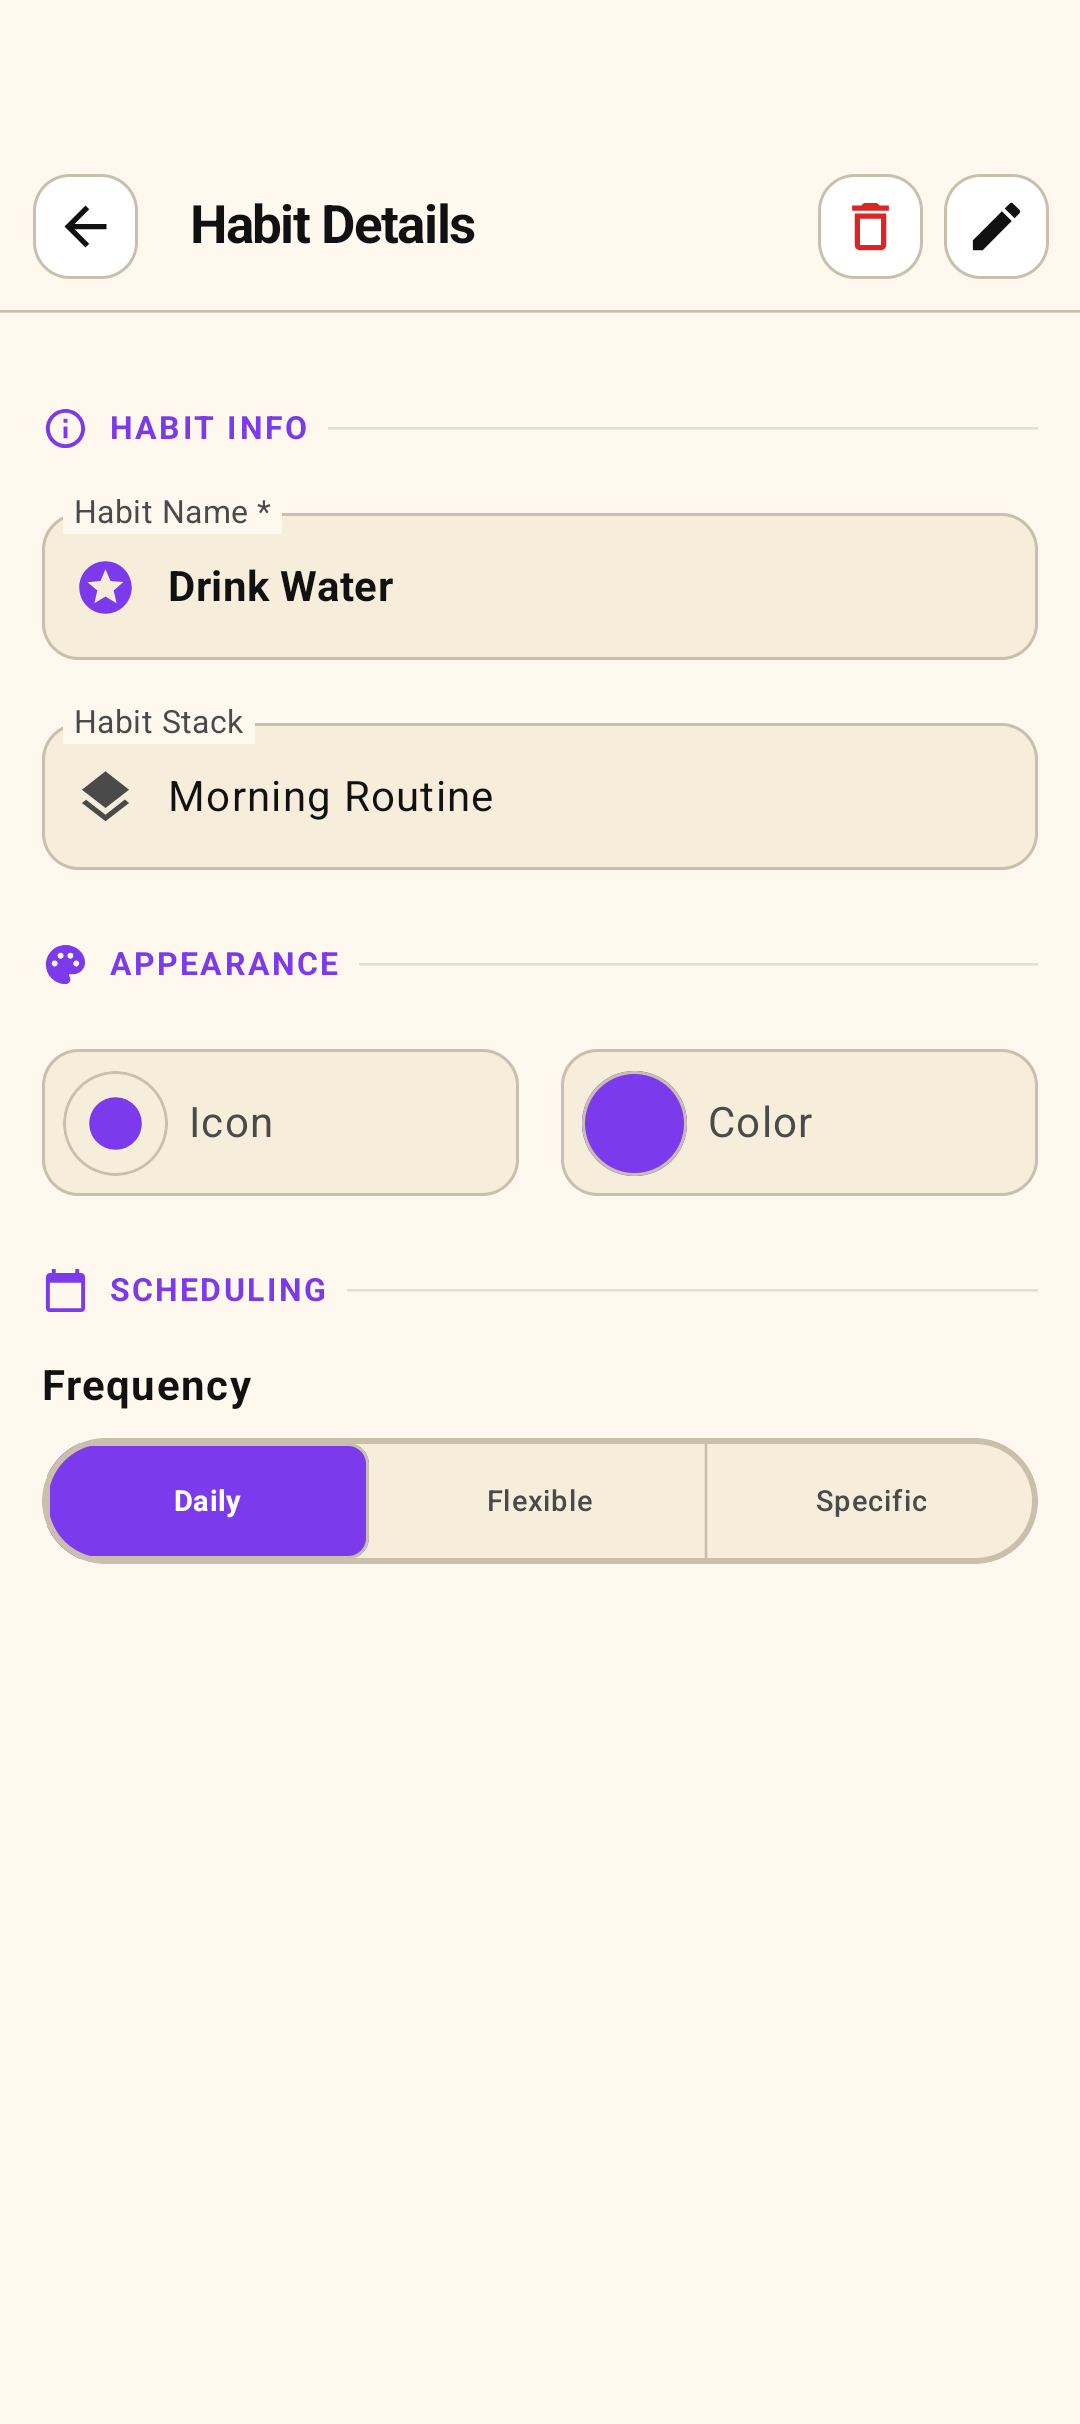 Habit Details
HABIT INFO
Habit Name *
Drink Water
Habit Stack
Morning Routine
APPEARANCE
Icon
Color
SCHEDULING
Frequency
Daily
Flexible
Specific